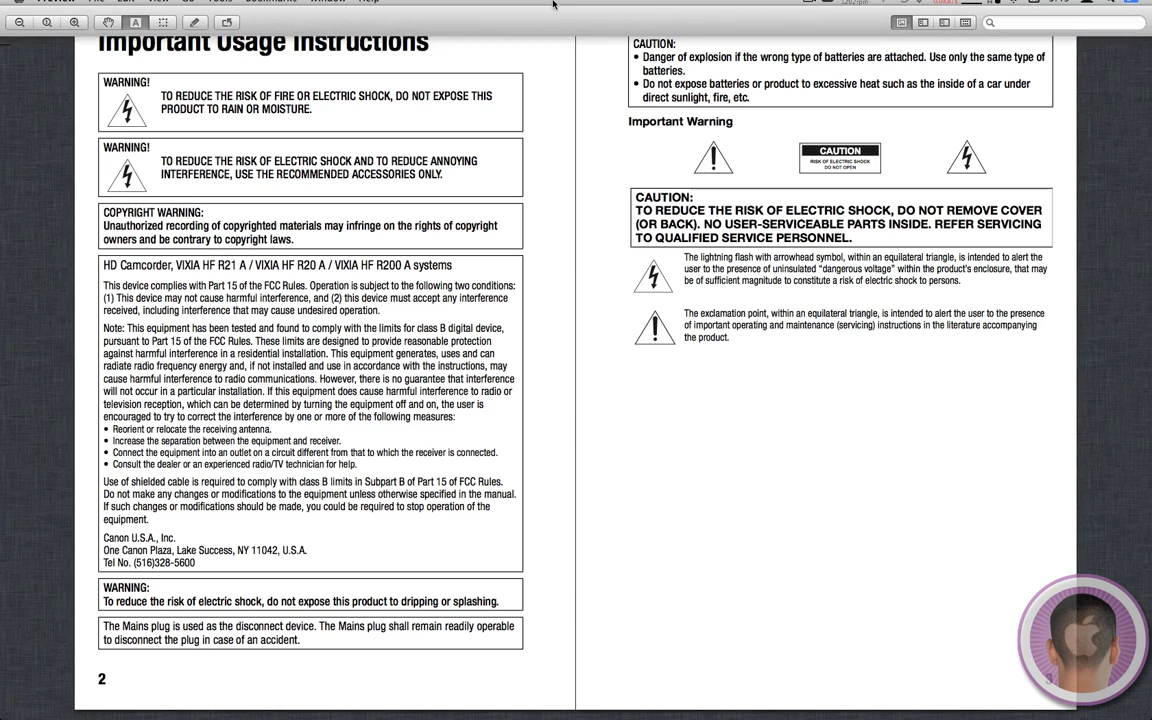 Important Usage Instructions
WARNING!
TO REDUCE THE RISK OF FIRE OR ELECTRIC SHOCK, DO NOT EXPOSE THIS
PRODUCT TO RAIN OR MOISTURE.
WARNING!
TO REDUCE THE RISK OF ELECTRIC SHOCK AND TO REDUCE ANNOYING
INTERFERENCE, USE THE RECOMMENDED ACCESSORIES ONLY.
COPYRIGHT WARNING:
Unauthorized recording of copyrighted materials may infringe on the rights of copyright
owners and be contrary to copyright laws.
HD Camcorder, VIXIA HF R21 A / VIXIA HF R20 A / VIXIA HF R200 A systems
This device complies with Part 15 of the FCC Rules. Operation is subject to the following two conditions:
(1) This device may not cause harmful interference, and (2) this device must accept any interference
received, including interference that may cause undesired operation.
Note: This equipment has been tested and found to comply with the limits for class B digital device,
pursuant to Part 15 of the FCC Rules. These limits are designed to provide reasonable protection
against harmful interference in a residential installation. This equipment generates, uses and can
radiate radio frequency energy and, if not installed and use in accordance with the instructions, may
cause harmful interference to radio communications. However, there is no guarantee that interference
will not occur in a particular installation. If this equipment does cause harmful interference to radio or
television reception, which can be determined by turning the equipment off and on, the user is
encouraged to try to correct the interference by one or more of the following measures:
• Reorient or relocate the receiving antenna.
• Increase the separation between the equipment and receiver.
• Connect the equipment into an outlet on a circuit different from that to which the receiver is connected.
• Consult the dealer or an experienced radio/TV technician for help.
Use of shielded cable is required to comply with class B limits in Subpart B of Part 15 of FCC Rules.
Do not make any changes or modifications to the equipment unless otherwise specified in the manual.
If such changes or modifications should be made, you could be required to stop operation of the
equipment.
Canon U.S.A., Inc.
One Canon Plaza, Lake Success, NY 11042, U.S.A.
Tel No. (516)328-5600
WARNING:
To reduce the risk of electric shock, do not expose this product to dripping or splashing.
The Mains plug is used as the disconnect device. The Mains plug shall remain readily operable
to disconnect the plug in case of an accident.
2
CAUTION:
• Danger of explosion if the wrong type of batteries are attached. Use only the same type of
batteries.
• Do not expose batteries or product to excessive heat such as the inside of a car under
direct sunlight, fire, etc.
Important Warning
CAUTION
RISK OF ELECTRIC SHOCK
DO NOT OPEN
CAUTION:
TO REDUCE THE RISK OF ELECTRIC SHOCK, DO NOT REMOVE COVER
(OR BACK). NO USER-SERVICEABLE PARTS INSIDE. REFER SERVICING
TO QUALIFIED SERVICE PERSONNEL.
The lightning flash with arrowhead symbol, within an equilateral triangle, is intended to alert the
user to the presence of uninsulated “dangerous voltage” within the product's enclosure, that may
be of sufficient magnitude to constitute a risk of electric shock to persons.
The exclamation point, within an equilateral triangle, is intended to alert the user to the presence
of important operating and maintenance (servicing) instructions in the literature accompanying
the product.